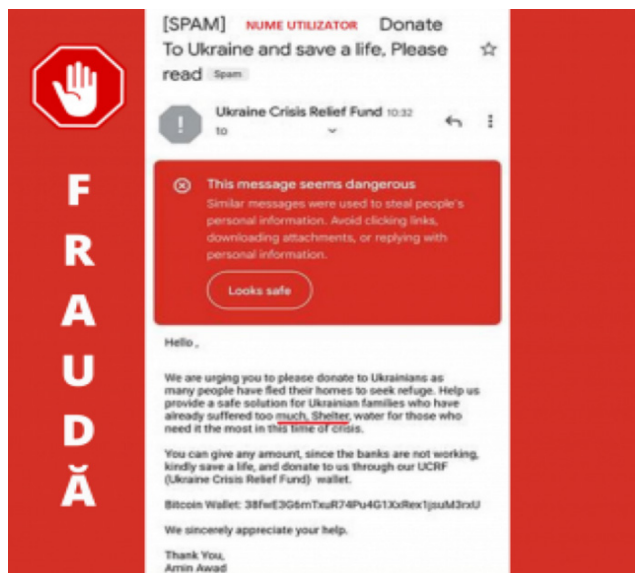 [SPAM] NUME UTILIZATOR Donate
To Ukraine and save a life, Please
read Spam
Ukraine Crisis Relief Fund 10:32
to
This message seems dangerous
Similar messages were used to steal people's
personal information. Avoid clicking links,
downloading attachments, or replying with
personal information.
Looks safe
F
R
A
U
D
Ă
Hello ,
We are urging you to please donate to Ukrainians as
many people have fled their homes to seek refuge. Help us
provide a safe solution for Ukrainian families who have
already suffered too much, Shelter, water for those who
need it the most in this time of crisis.
You can give any amount, since the banks are not working,
kindly save a life, and donate to us through our UCRF
(Ukraine Crisis Relief Fund) wallet.
Bitcoin Wallet: 38fwE3G6mTxuR74Pu4G1XxRex1jsuM3rxU
We sincerely appreciate your help.
Thank You,
Amin Awad